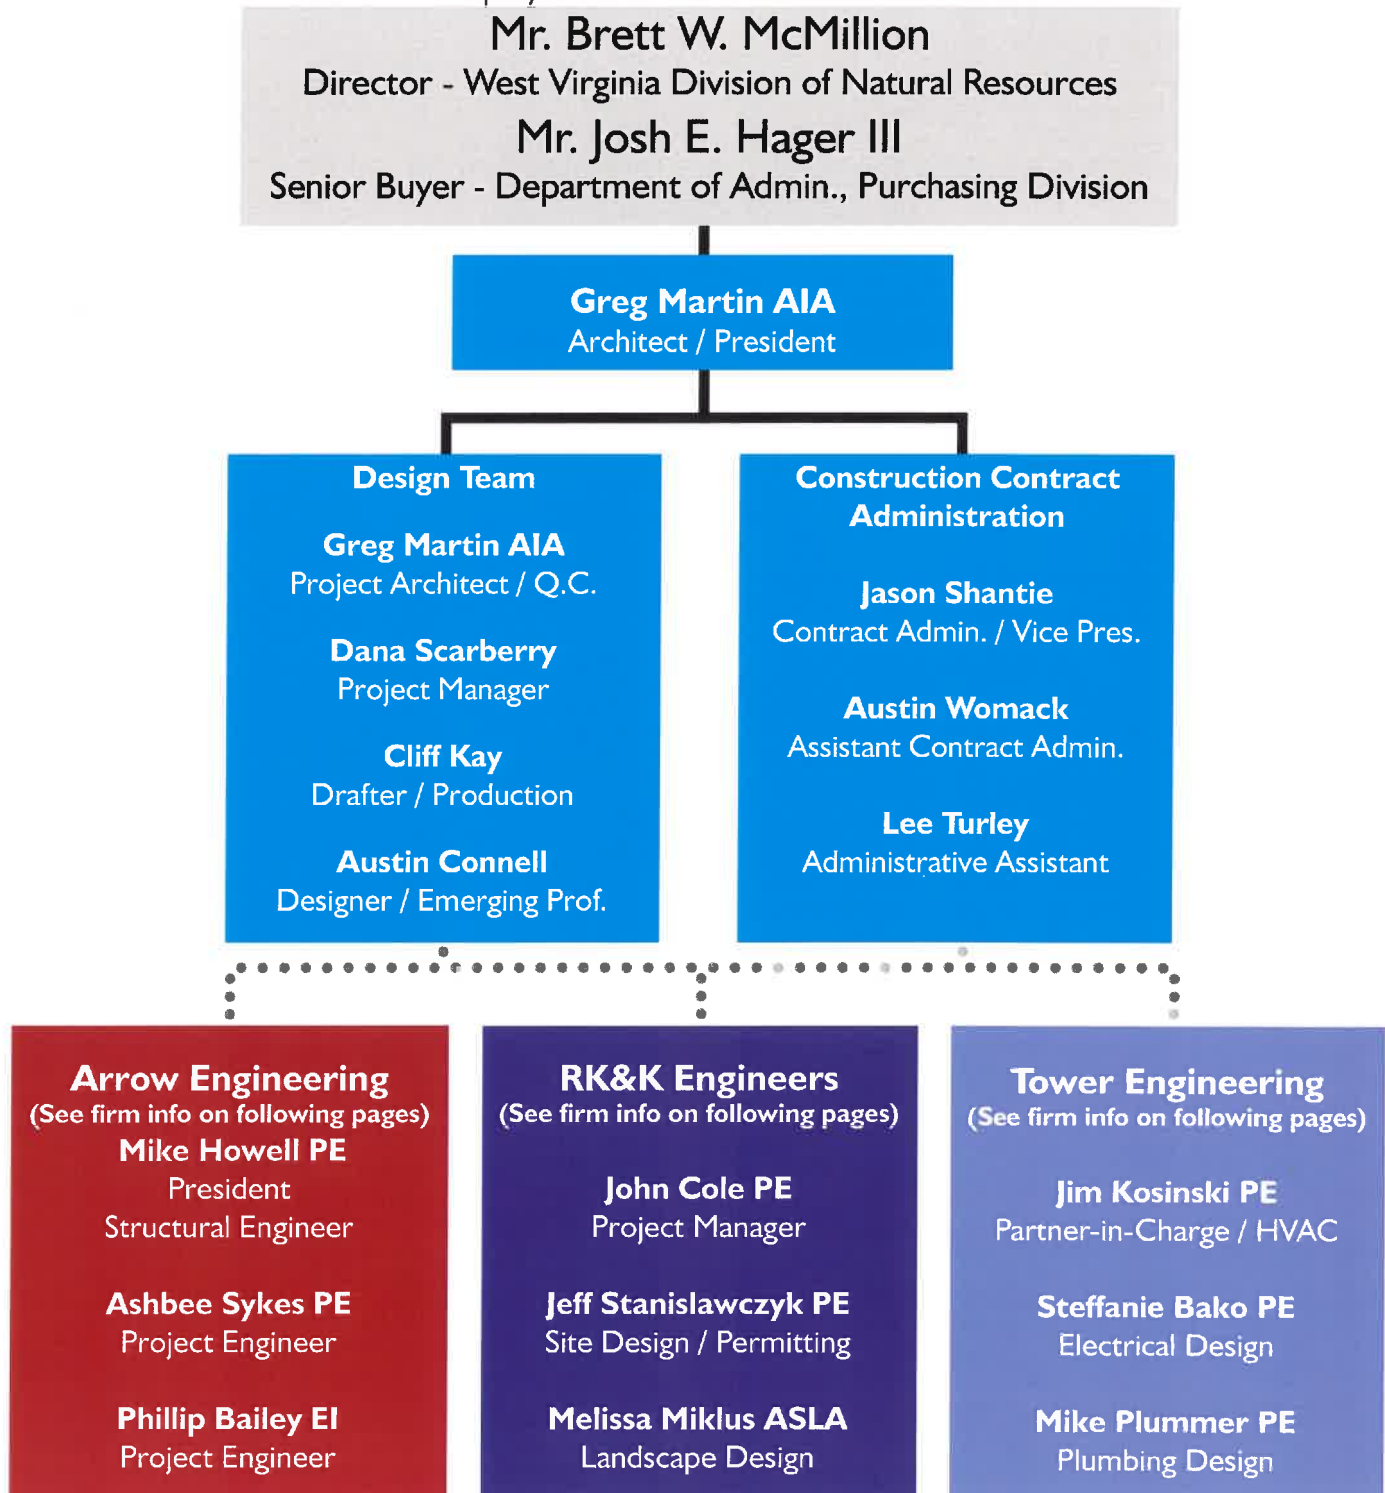 Mr. Brett W. McMillion
Director - West Virginia Division of Natural Resources
Mr. Josh E. Hager III
Senior Buyer - Department of Admin., Purchasing Division
Greg Martin AIA
Architect / President
Design Team
Greg Martin AIA
Project Architect / Q.C.
Dana Scarberry
Project Manager
Cliff Kay
Drafter / Production
Austin Connell
Designer / Emerging Prof.
Construction Contract
Administration
Jason Shantie
Contract Admin. / Vice Pres.
Austin Womack
Assistant Contract Admin.
Lee Turley
Administrative Assistant
Arrow Engineering
(See firm info on following pages)
Mike Howell PE
President
Structural Engineer
Ashbee Sykes PE
Project Engineer
Phillip Bailey EI
Project Engineer
RK&K Engineers
(See firm info on following pages)
John Cole PE
Project Manager
Jeff Stanislawczyk PE
Site Design / Permitting
Melissa Miklus ASLA
Landscape Design
Tower Engineering
(See firm info on following pages)
Jim Kosinski PE
Partner-in-Charge / HVAC
Steffanie Bako PE
Electrical Design
Mike Plummer PE
Plumbing Design